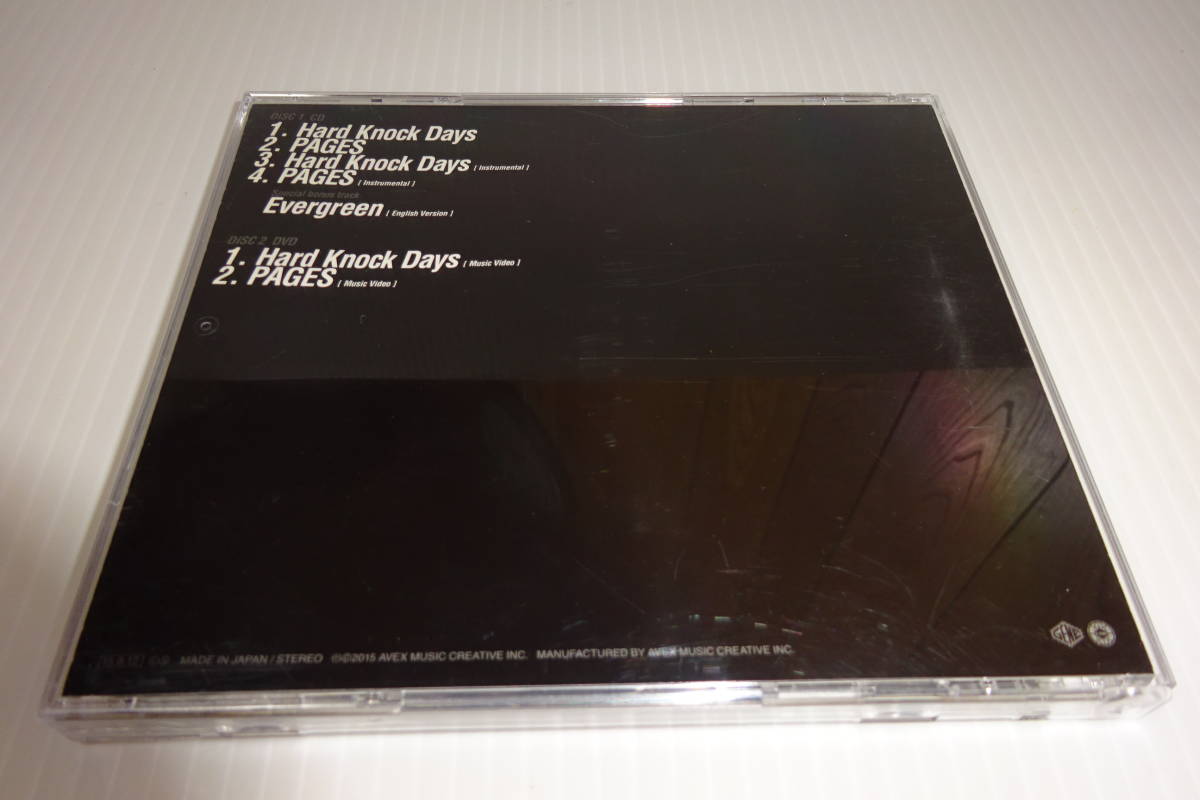 DISC 1 CD
1. Hard Knock Days
2. PAGES
3. Hard Knock Days [ Instrumental ]
4. PAGES [ Instrumental ]
Special bonus track
Evergreen [ English Version ]
DISC 2 DVD
1. Hard Knock Days [ Music Video ]
2. PAGES [ Music Video ]
GENE
MADE IN JAPAN / STEREO ℗©2015 AVEX MUSIC CREATIVE INC. MANUFACTURED BY AVEX MUSIC CREATIVE INC.